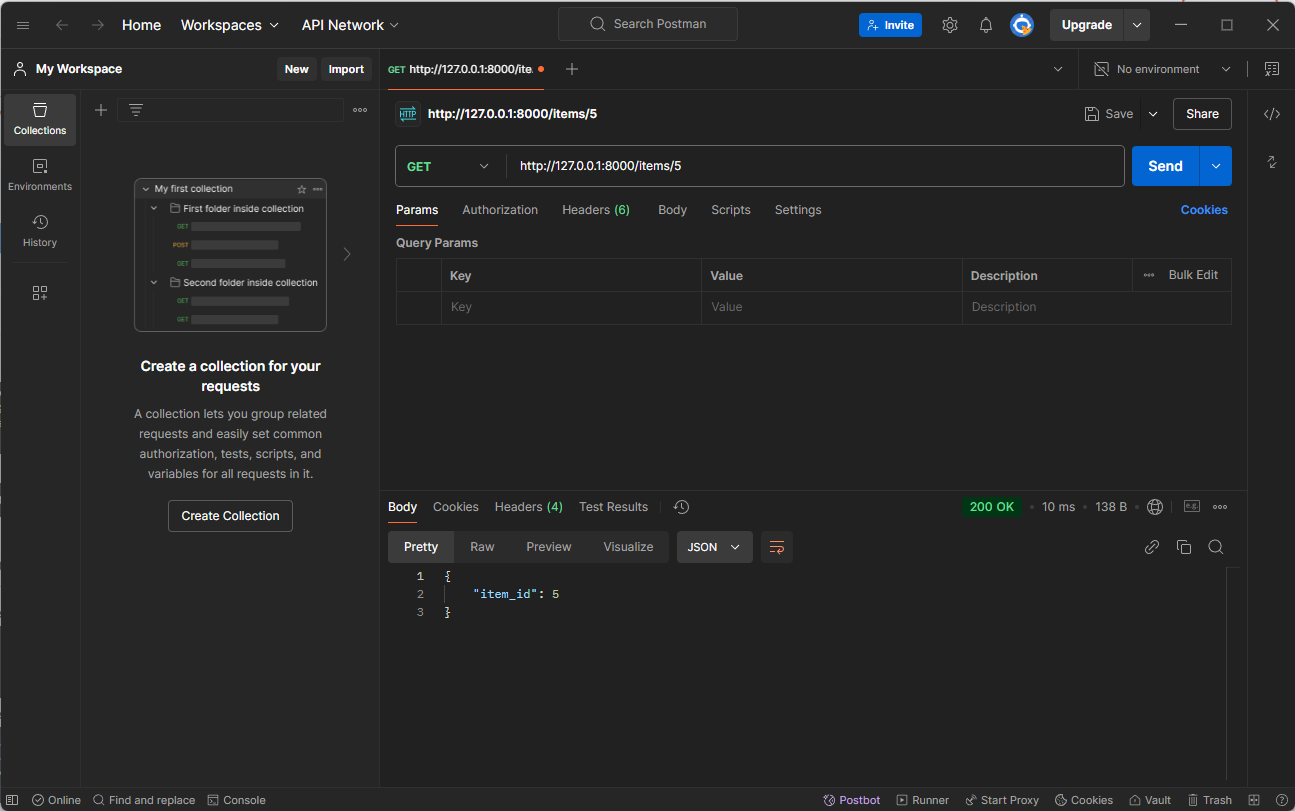 Home Workspaces API Network Search Postman Invite Upgrade
My Workspace New Import GET http://127.0.0.1:8000/ite No environment
Collections
Environments
History
My first collection
First folder inside collection
GET
POST
GET
Second folder inside collection
GET
GET
Create a collection for your
requests
A collection lets you group related
requests and easily set common
authorization, tests, scripts, and
variables for all requests in it.
Create Collection
HTTP http://127.0.0.1:8000/items/5 Save Share
GET http://127.0.0.1:8000/items/5 Send
Params Authorization Headers (6) Body Scripts Settings Cookies
Query Params
Key Value Description Bulk Edit
Key Value Description
Body Cookies Headers (4) Test Results 200 OK 10 ms 138 B
Pretty Raw Preview Visualize JSON
1 {
2 "item_id": 5
3 }
Online Find and replace Console Postbot Runner Start Proxy Cookies Vault Trash